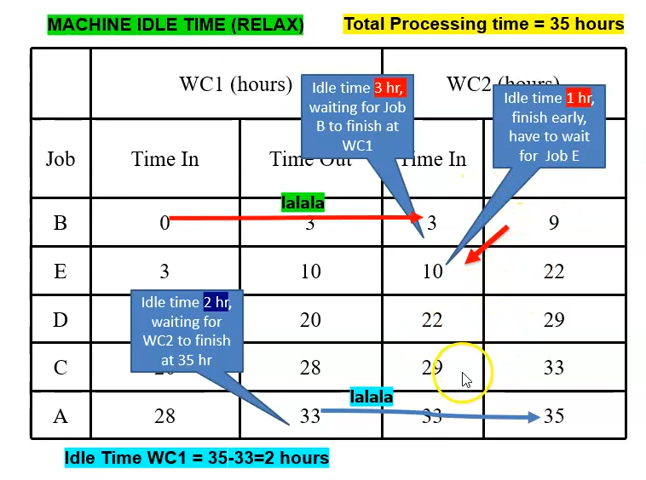 MACHINE IDLE TIME (RELAX)
Total Processing time = 35 hours
WC1 (hours)
WC2 (hours)
Idle time 3 hr,
waiting for Job
B to finish at
WC1
Idle time 1 hr,
finish early,
have to wait
for Job E
Job
Time In
Time Out
Time In
lalala
B
0
3
3
9
E
3
10
10
22
Idle time 2 hr,
waiting for
WC2 to finish
at 35 hr
D
20
22
29
C
28
29
33
lalala
A
28
33
33
35
Idle Time WC1 = 35-33=2 hours